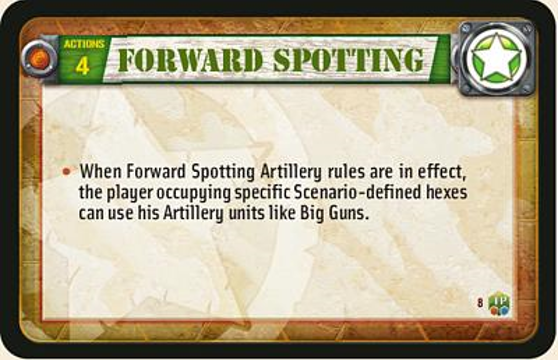 ACTIONS
4
FORWARD SPOTTING
• When Forward Spotting Artillery rules are in effect,
the player occupying specific Scenario-defined hexes
can use his Artillery units like Big Guns.
8